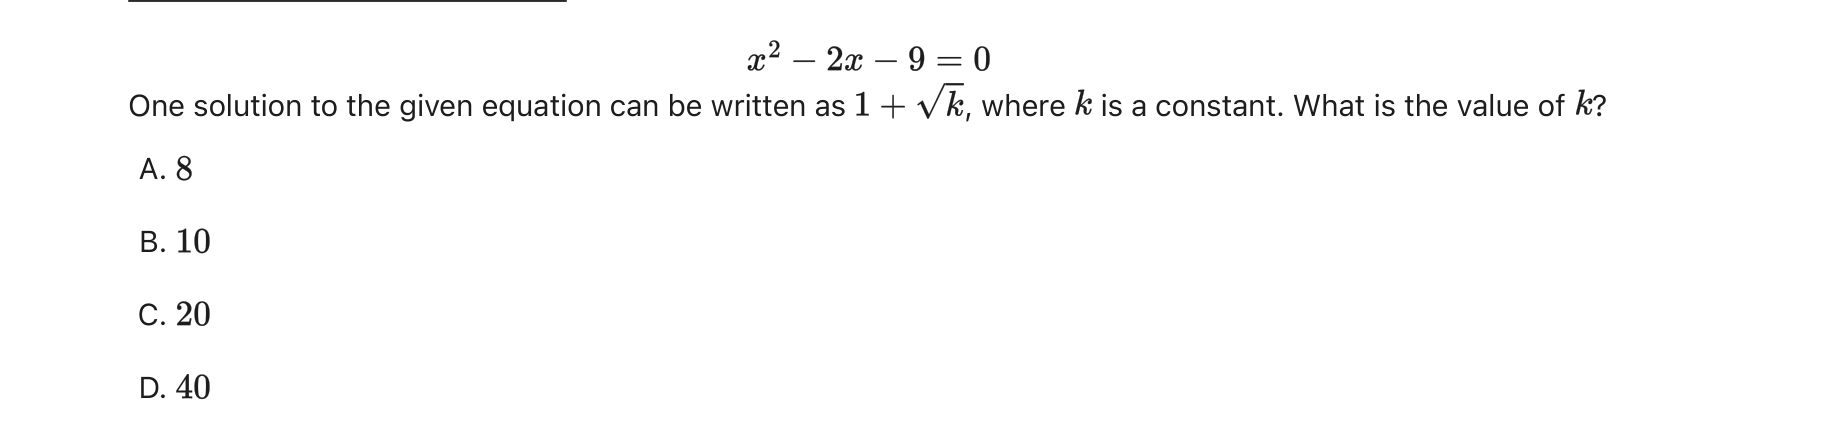 x² − 2x − 9 = 0
One solution to the given equation can be written as 1 + √k, where k is a constant. What is the value of k?
A. 8
B. 10
C. 20
D. 40